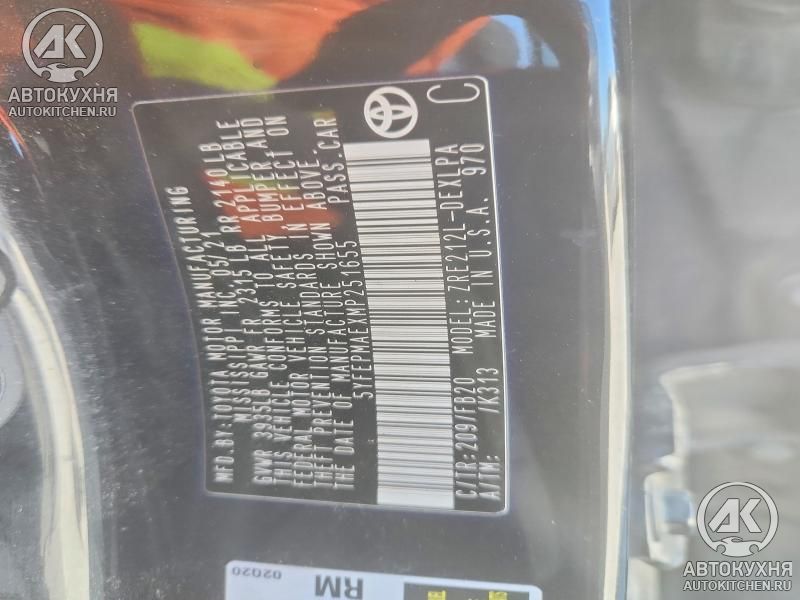 MFD.BY:TOYOTA MOTOR MANUFACTURING
MISSISSIPPI INC.05/21
GVWR 3935LB GAWR FR 2315 LB RR 2140LB
THIS VEHICLE CONFORMS TO ALL APPLICABLE
FEDERAL MOTOR VEHICLE SAFETY, BUMPER AND
THEFT PREVENTION STANDARDS IN EFFECT ON
THE DATE OF MANUFACTURE SHOWN ABOVE.
5YFEPMAEXMP251655 PASS.CAR
C/TR:209/FB20 MODEL:ZRE212L-DEXLPA
A/TM: /K313 MADE IN U.S.A. 970
C
02020
RM
АК
АВТОКУХНЯ
AUTOKITCHEN.RU
АК
АВТОКУХНЯ
AUTOKITCHEN.RU